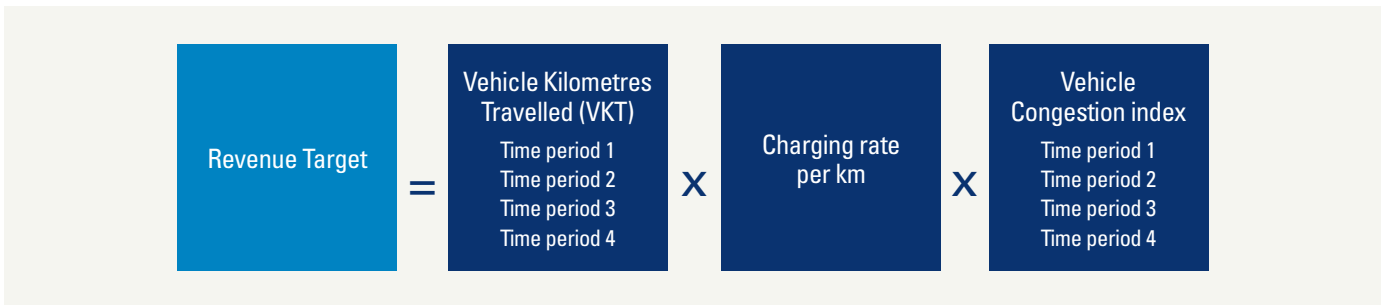 Revenue Target
=
Vehicle Kilometres
Travelled (VKT)
Time period 1
Time period 2
Time period 3
Time period 4
x
Charging rate
per km
x
Vehicle
Congestion index
Time period 1
Time period 2
Time period 3
Time period 4